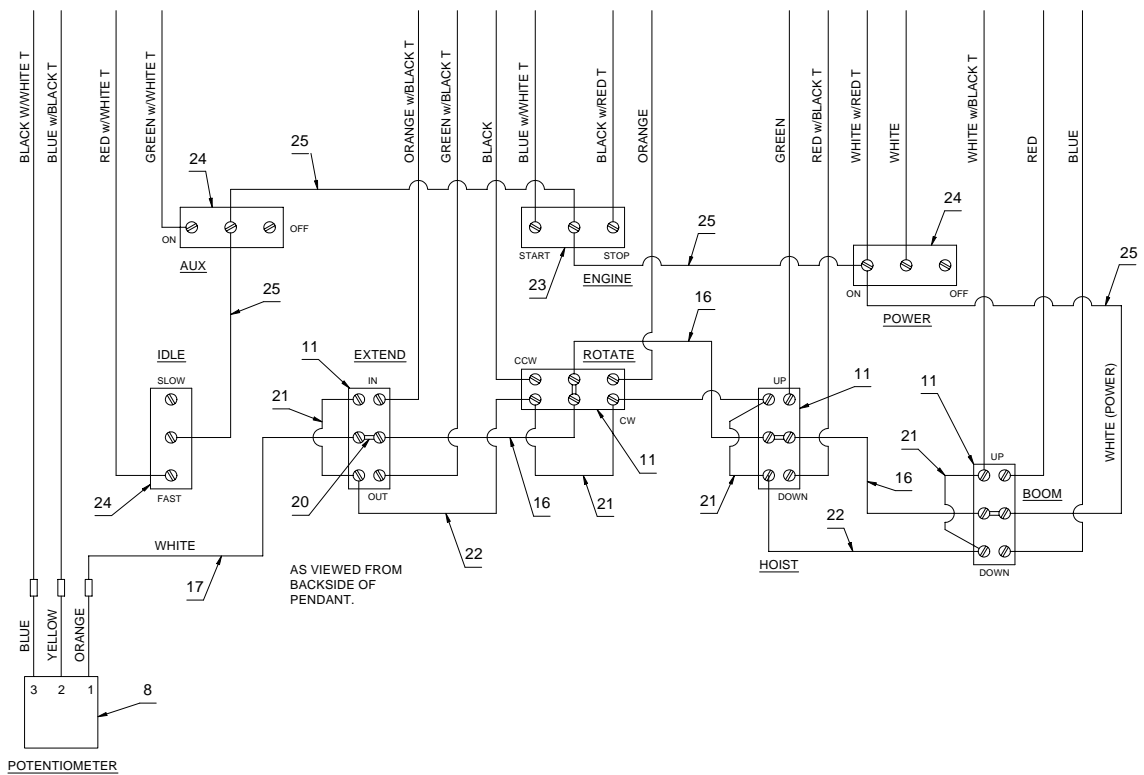 BLACK W/WHITE T
BLUE w/BLACK T
RED w/WHITE T
GREEN w/WHITE T
ORANGE w/BLACK T
GREEN w/BLACK T
BLACK
BLUE w/WHITE T
BLACK w/RED T
ORANGE
GREEN
RED w/BLACK T
WHITE w/RED T
WHITE
WHITE w/BLACK T
RED
BLUE
24
25
ON
OFF
AUX
START
STOP
23
ENGINE
25
24
ON
OFF
POWER
25
25
IDLE
SLOW
FAST
24
11
EXTEND
IN
21
OUT
20
16
CCW
ROTATE
CW
11
16
21
22
UP
11
21
DOWN
HOIST
11
21
UP
BOOM
16
22
DOWN
WHITE (POWER)
WHITE
17
AS VIEWED FROM
BACKSIDE OF
PENDANT.
BLUE
YELLOW
ORANGE
3 2 1
8
POTENTIOMETER